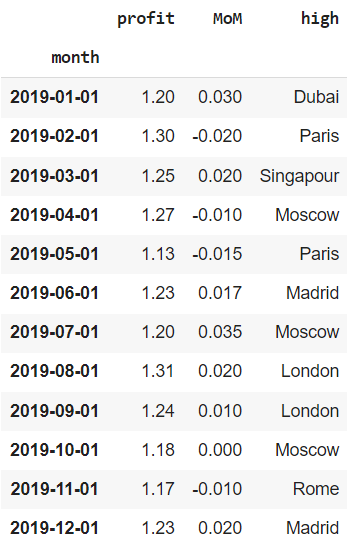 profit MoM high
month
2019-01-01 1.20 0.030 Dubai
2019-02-01 1.30 -0.020 Paris
2019-03-01 1.25 0.020 Singapour
2019-04-01 1.27 -0.010 Moscow
2019-05-01 1.13 -0.015 Paris
2019-06-01 1.23 0.017 Madrid
2019-07-01 1.20 0.035 Moscow
2019-08-01 1.31 0.020 London
2019-09-01 1.24 0.010 London
2019-10-01 1.18 0.000 Moscow
2019-11-01 1.17 -0.010 Rome
2019-12-01 1.23 0.020 Madrid